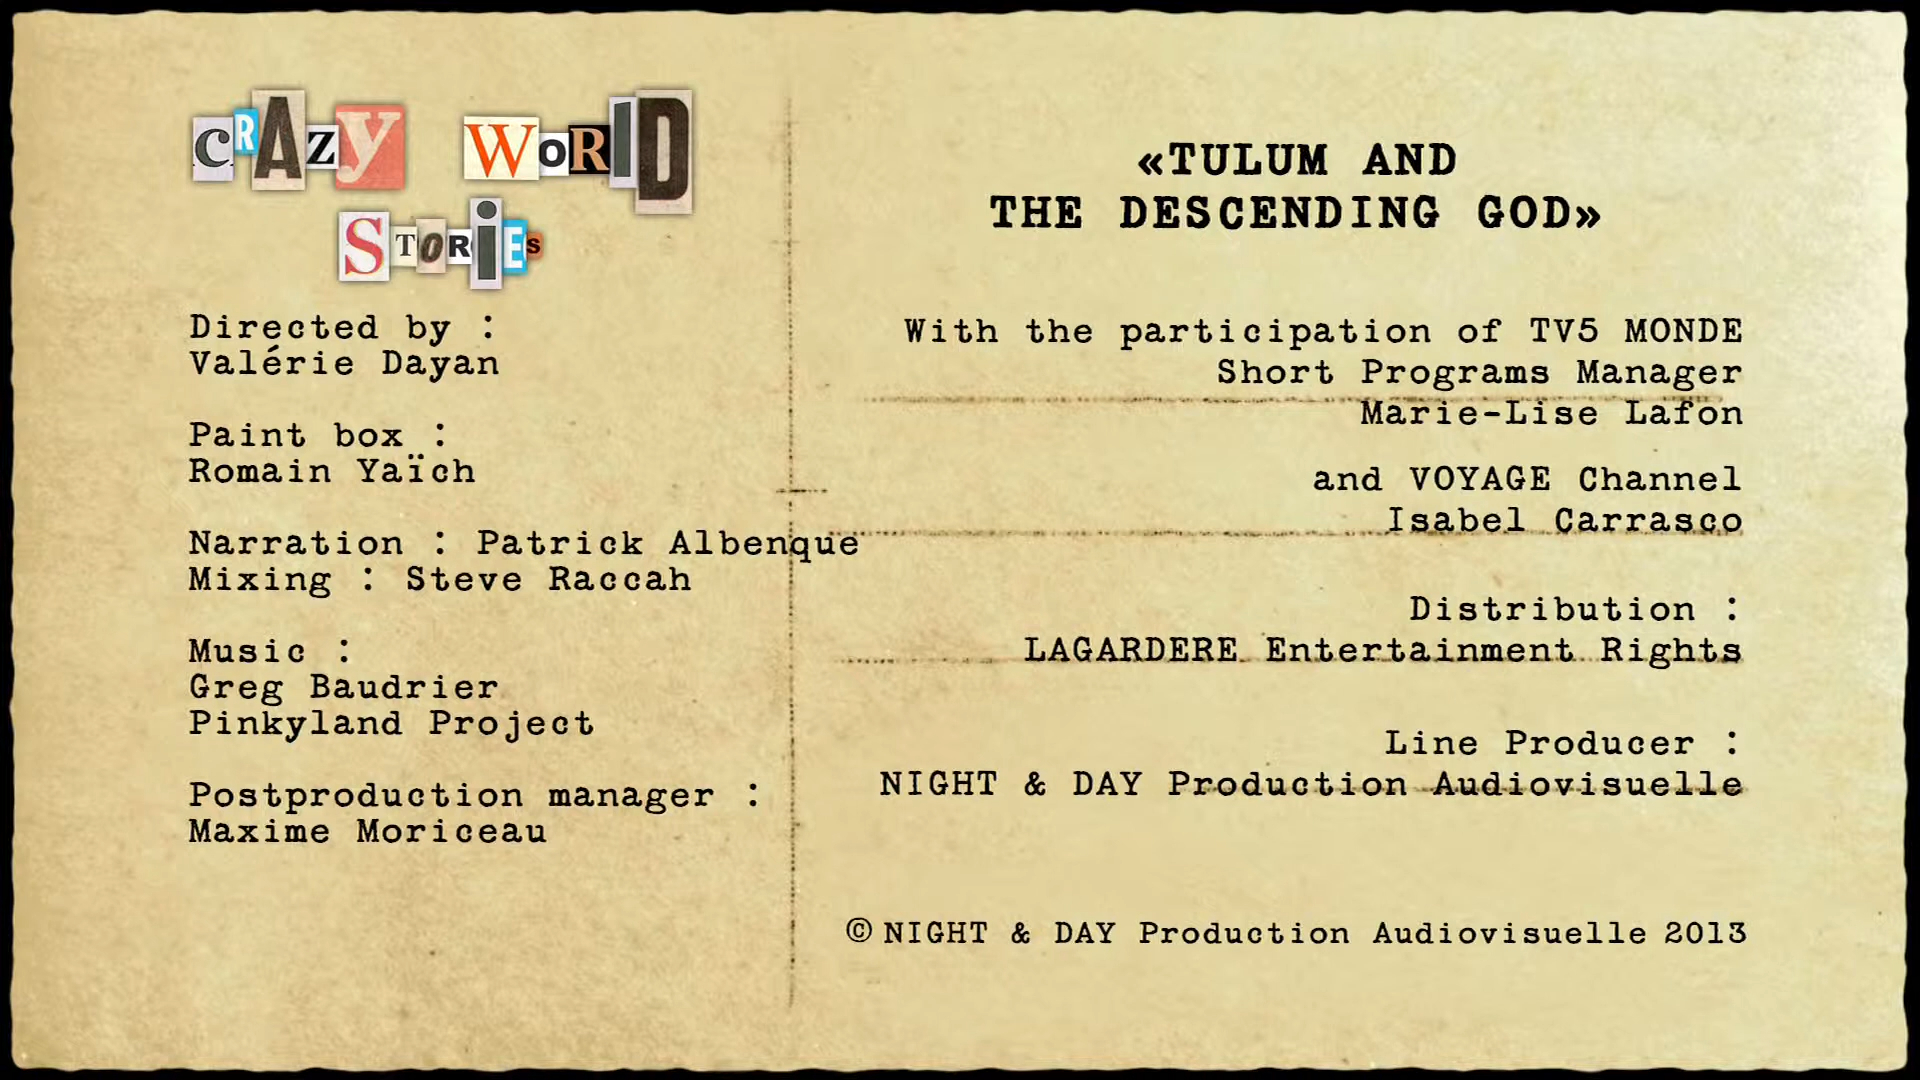 CRAZY WORlD
STORiES
Directed by :
Valérie Dayan
Paint box :
Romain Yaïch
Narration : Patrick Albenque
Mixing : Steve Raccah
Music :
Greg Baudrier
Pinkyland Project
Postproduction manager :
Maxime Moriceau
«TULUM AND
THE DESCENDING GOD»
With the participation of TV5 MONDE
Short Programs Manager
Marie-Lise Lafon
and VOYAGE Channel
Isabel Carrasco
Distribution :
LAGARDERE Entertainment Rights
Line Producer :
NIGHT & DAY Production Audiovisuelle
© NIGHT & DAY Production Audiovisuelle 2013